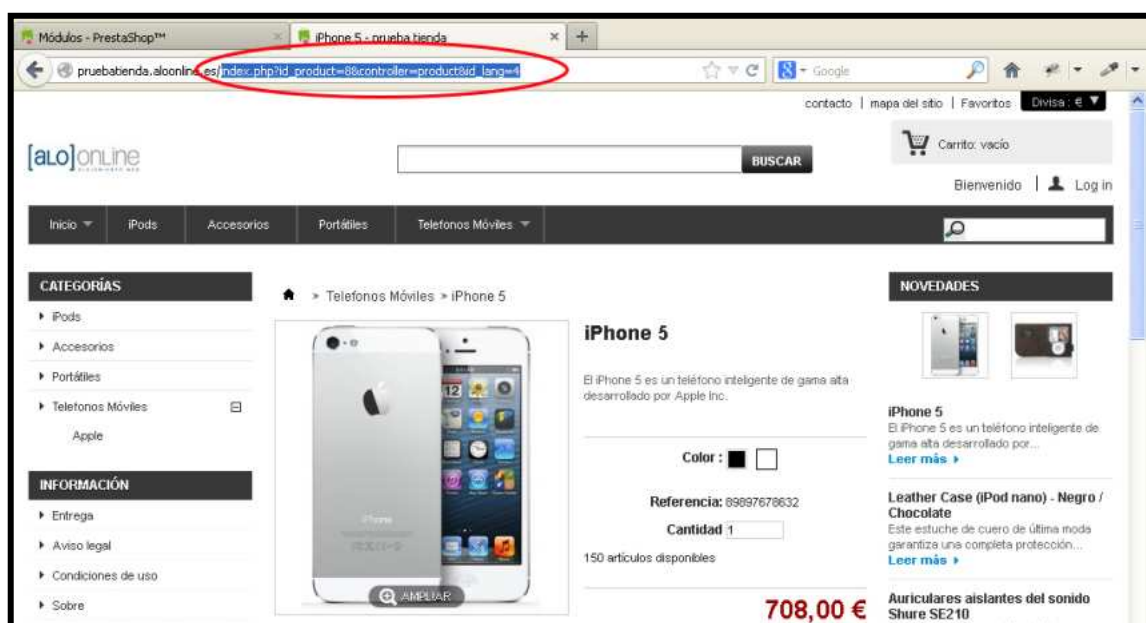 Módulos - PrestaShop™
iPhone 5 - prueba tienda
pruebatienda.aloonline.es/index.php?id_product=8&controller=product&id_lang=4
Google
contacto | mapa del sitio | Favoritos
Divisa : €
[aLo]onLine
BUSCAR
Carrito: vacío
Bienvenido | Log in
Inicio
iPods
Accesorios
Portátiles
Telefonos Móviles
CATEGORÍAS
iPods
Accesorios
Portátiles
Telefonos Móviles
Apple
INFORMACIÓN
Entrega
Aviso legal
Condiciones de uso
Sobre
> Telefonos Móviles > iPhone 5
12
iPhone
AMPLIAR
iPhone 5
El iPhone 5 es un teléfono inteligente de gama alta
desarrollado por Apple Inc.
Color :
Referencia: 89897678632
Cantidad 1
150 artículos disponibles
708,00 €
NOVEDADES
iPhone 5
El iPhone 5 es un teléfono inteligente de
gama alta desarrollado por...
Leer más
Leather Case (iPod nano) - Negro /
Chocolate
Este estuche de cuero de última moda
garantiza una completa protección...
Leer más
Auriculares aislantes del sonido
Shure SE210